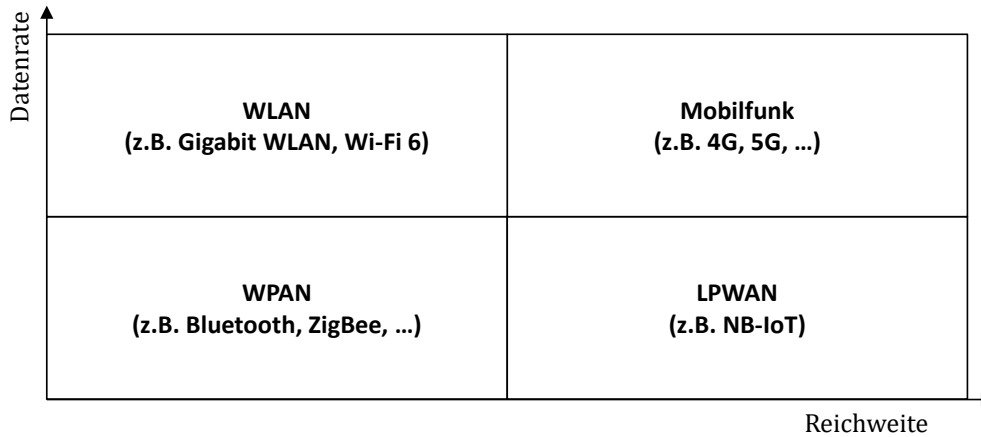 Datenrate
WLAN
(z.B. Gigabit WLAN, Wi-Fi 6)
Mobilfunk
(z.B. 4G, 5G, …)
WPAN
(z.B. Bluetooth, ZigBee, …)
LPWAN
(z.B. NB-IoT)
Reichweite